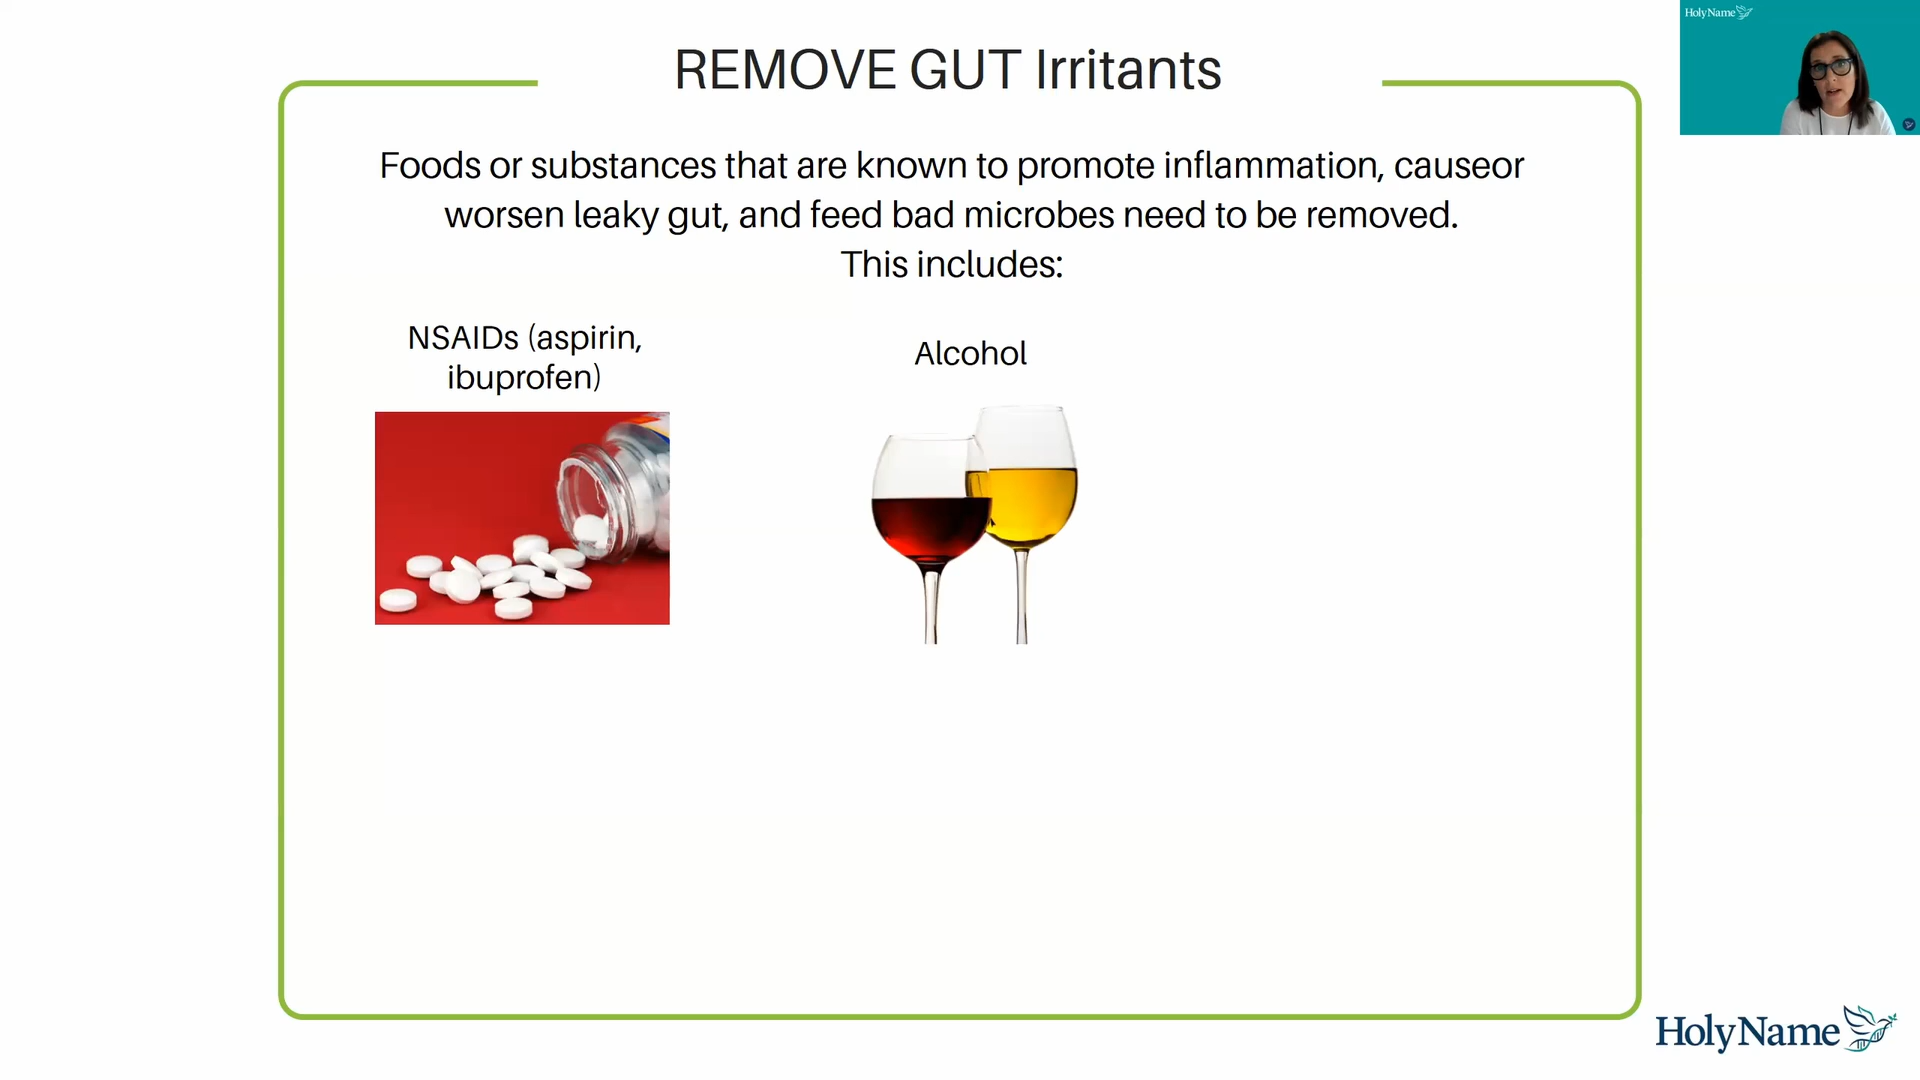 REMOVE GUT Irritants
HolyName
Foods or substances that are known to promote inflammation, causeor
worsen leaky gut, and feed bad microbes need to be removed.
This includes:
NSAIDs (aspirin,
ibuprofen)
Alcohol
HolyName